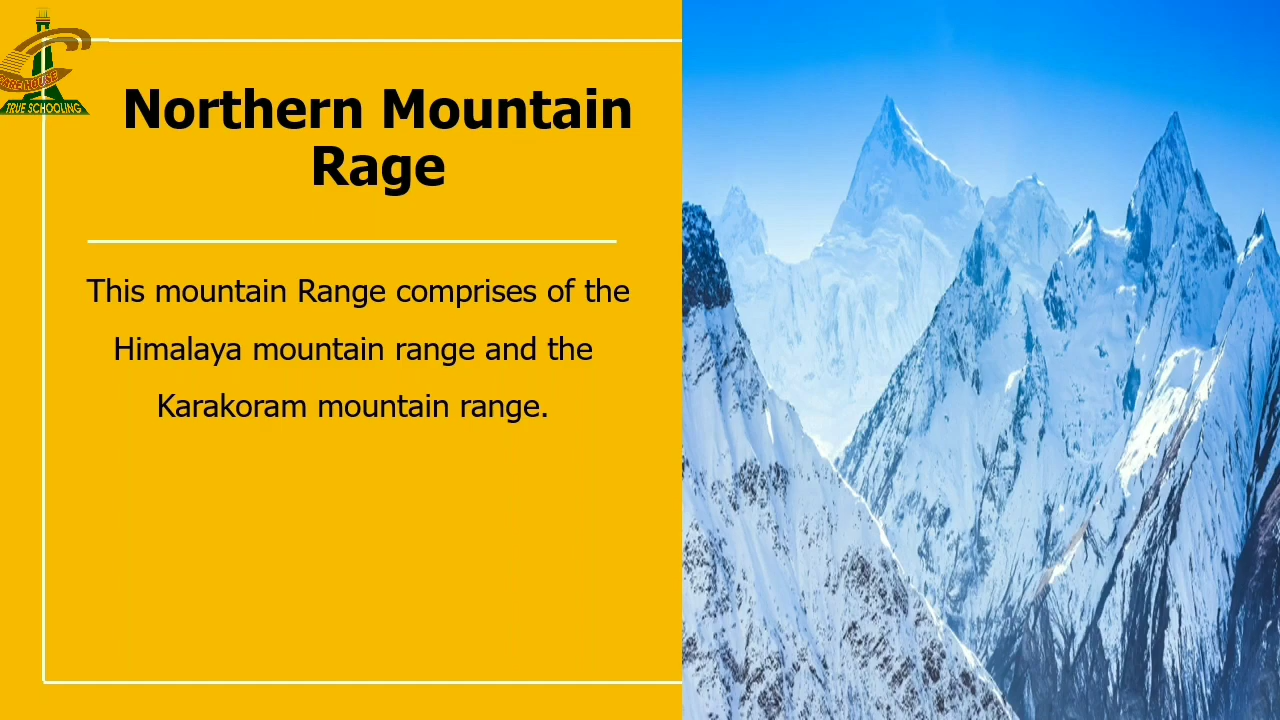 TRUE SCHOOLING
Northern Mountain
Rage
This mountain Range comprises of the
Himalaya mountain range and the
Karakoram mountain range.